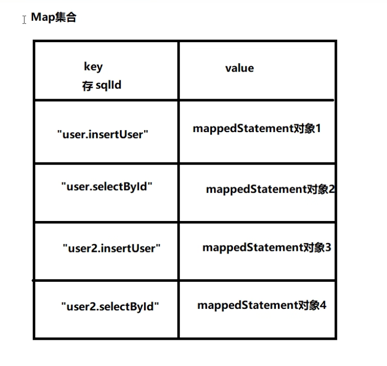 Map集合
key value
存 sqlId
"user.insertUser" mappedStatement对象1
"user.selectById" mappedStatement对象2
"user2.insertUser" mappedStatement对象3
"user2.selectById" mappedStatement对象4